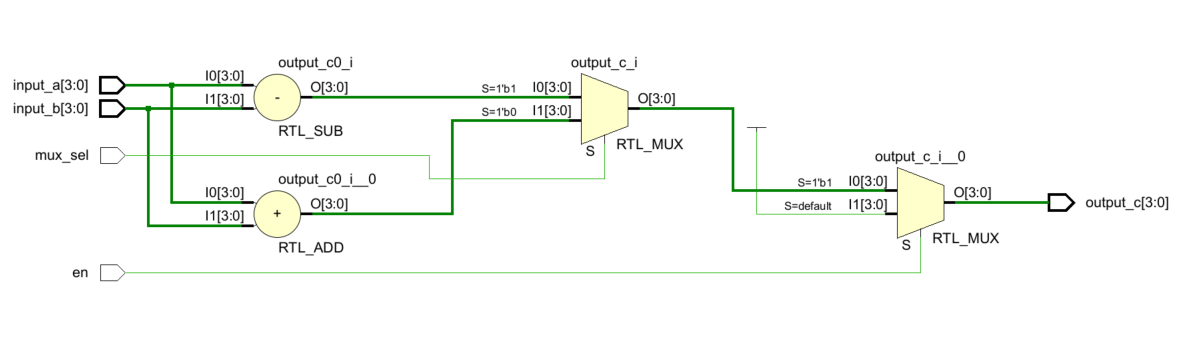 output_c0_i
input_a[3:0]
I0[3:0]
O[3:0]
input_b[3:0]
I1[3:0]
-
RTL_SUB
output_c_i
S=1'b1
I0[3:0]
O[3:0]
S=1'b0
I1[3:0]
S
RTL_MUX
mux_sel
output_c0_i__0
I0[3:0]
O[3:0]
I1[3:0]
+
RTL_ADD
output_c_i__0
S=1'b1
I0[3:0]
O[3:0]
S=default
I1[3:0]
output_c[3:0]
S
RTL_MUX
en